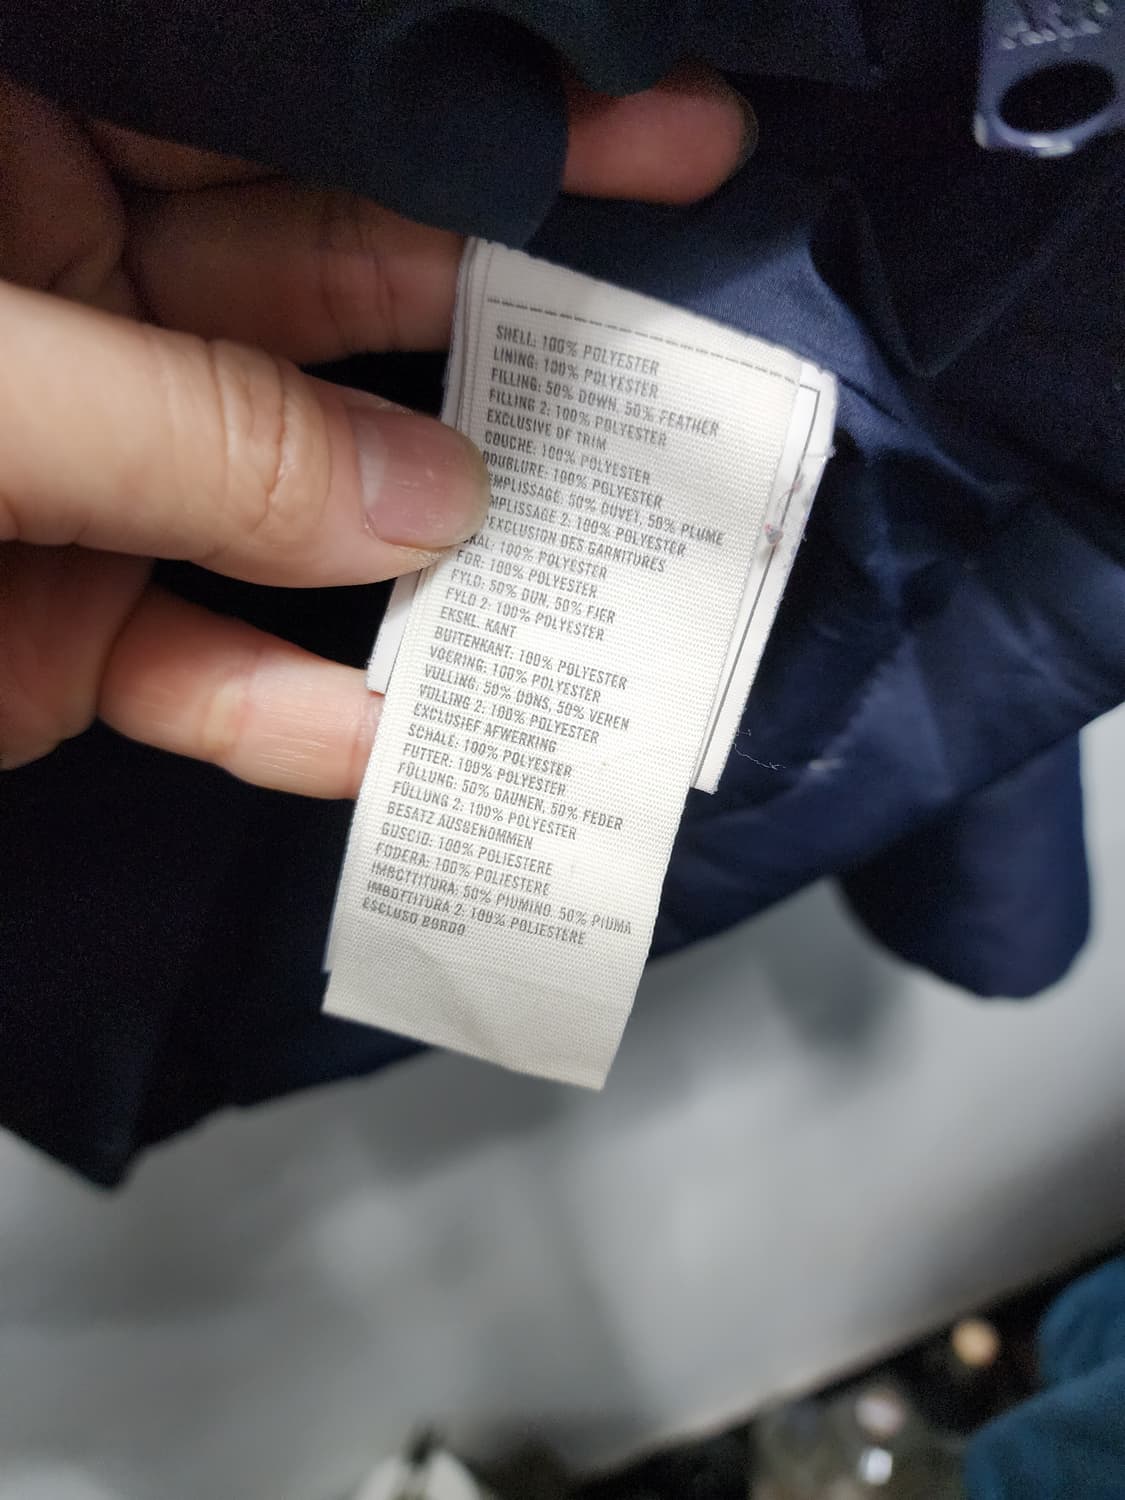 SHELL: 100% POLYESTER
LINING: 100% POLYESTER
FILLING: 50% DOWN, 50% FEATHER
FILLING 2: 100% POLYESTER
EXCLUSIVE OF TRIM
COUCHE: 100% POLYESTER
DOUBLURE: 100% POLYESTER
EMPLISSAGE: 50% DUVET, 50% PLUME
MPLISSAGE 2: 100% POLYESTER
EXCLUSION DES GARNITURES
KAL: 100% POLYESTER
FOR: 100% POLYESTER
FYLD: 50% DUN, 50% FJER
FYLD 2: 100% POLYESTER
EKSKL. KANT
BUITENKANT: 100% POLYESTER
VOERING: 100% POLYESTER
VULLING: 50% DONS, 50% VEREN
VULLING 2: 100% POLYESTER
EXCLUSIEF AFWERKING
SCHALE: 100% POLYESTER
FUTTER: 100% POLYESTER
FÜLLUNG: 50% DAUNEN, 50% FEDER
FÜLLUNG 2: 100% POLYESTER
BESATZ AUSGENOMMEN
GUSCIO: 100% POLIESTERE
FODERA: 100% POLIESTERE
IMBOTTITURA: 50% PIUMINO, 50% PIUMA
IMBOTTITURA 2: 100% POLIESTERE
ESCLUSO BORDO